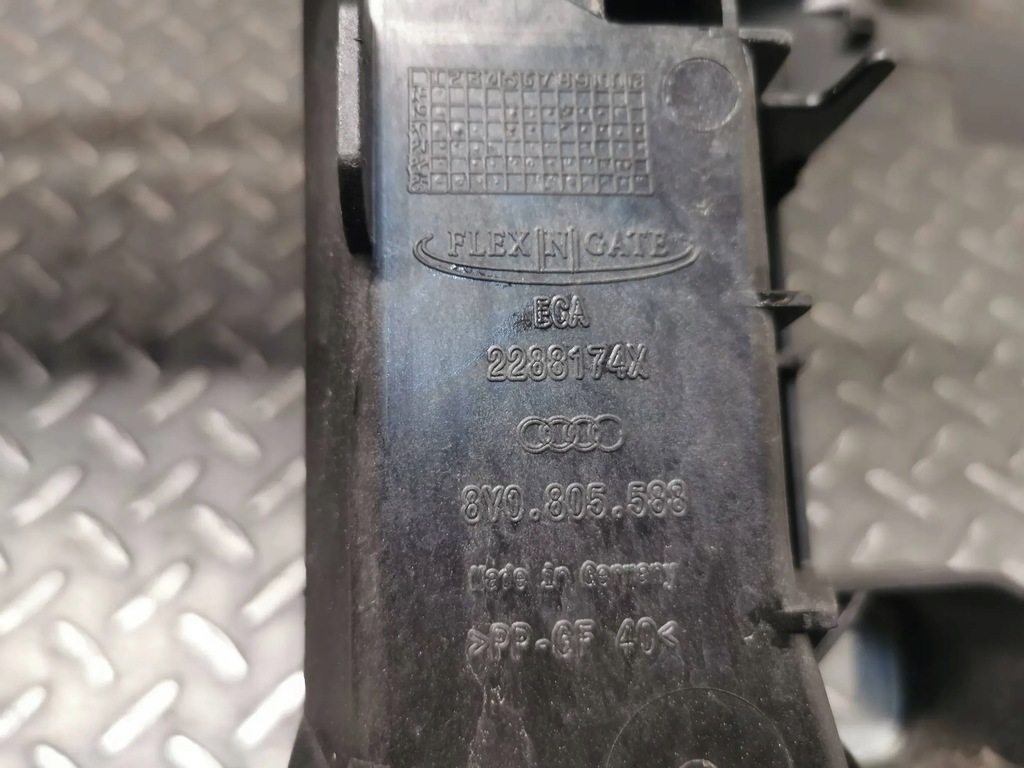 FLEX|N|GATE
EGA
2288174X
8Y0.805.588
Made in Germany
>PP-GF 40<